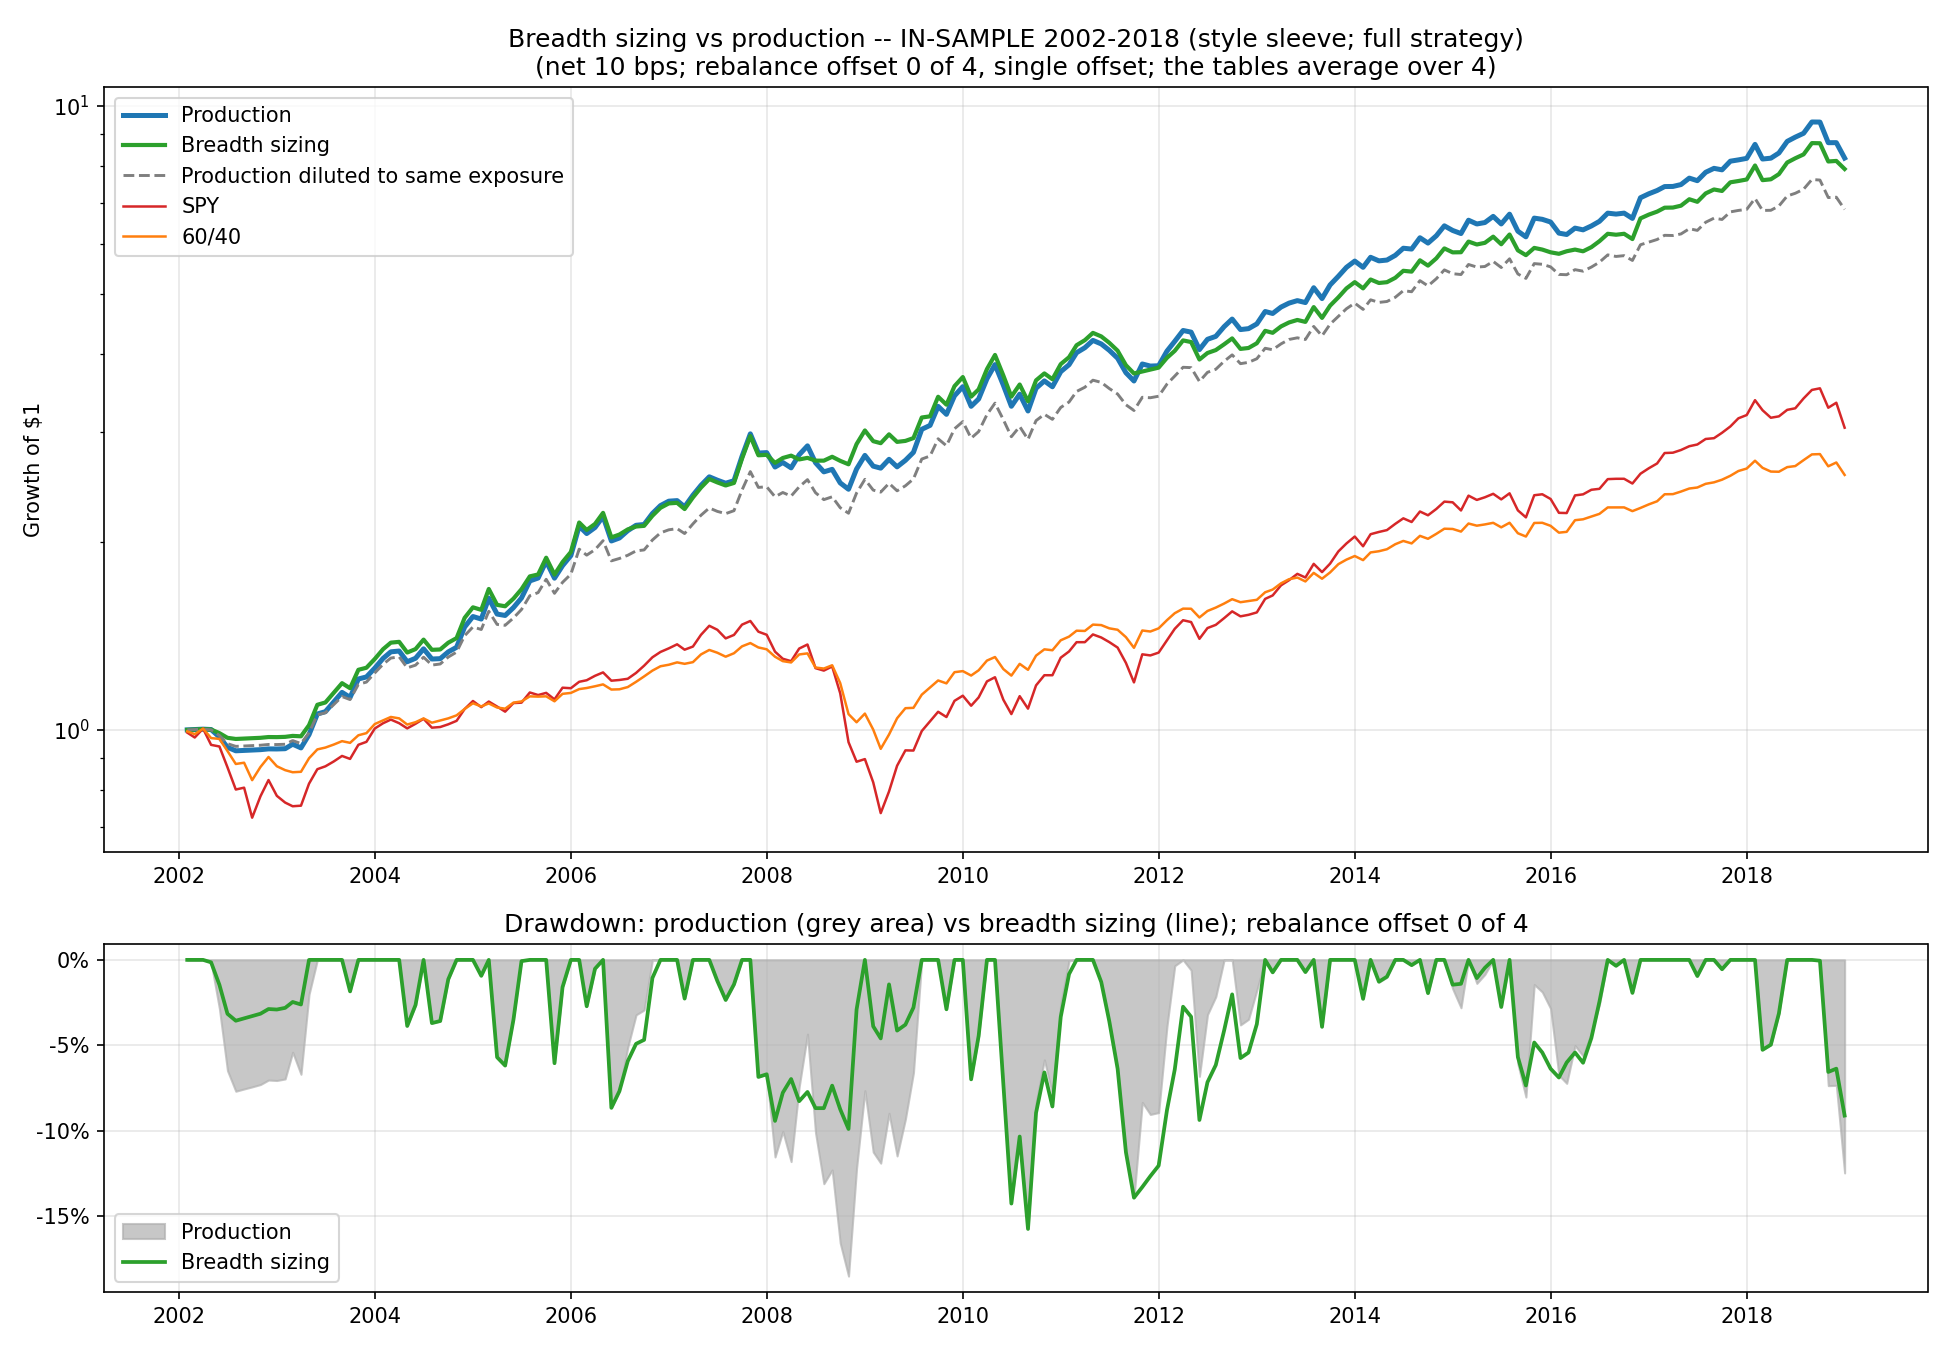 Breadth sizing vs production -- IN-SAMPLE 2002-2018 (style sleeve; full strategy)
(net 10 bps; rebalance offset 0 of 4, single offset; the tables average over 4)
Production
Breadth sizing
Production diluted to same exposure
SPY
60/40
Growth of $1
10¹
10⁰
2002
2004
2006
2008
2010
2012
2014
2016
2018
Drawdown: production (grey area) vs breadth sizing (line); rebalance offset 0 of 4
0%
-5%
-10%
-15%
Production
Breadth sizing
2002
2004
2006
2008
2010
2012
2014
2016
2018